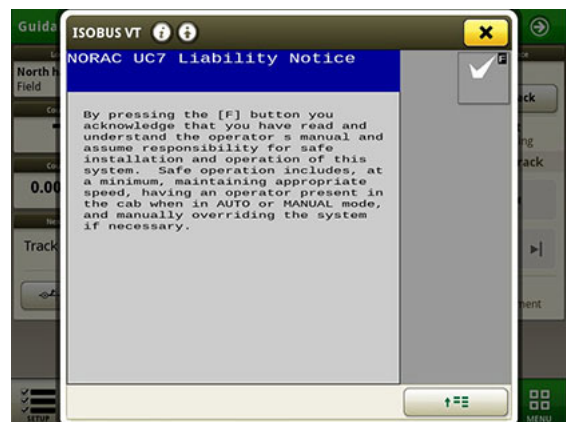 Guida
ISOBUS VT
NORAC UC7 Liability Notice
F
North h
Field
By pressing the [F] button you
acknowledge that you have read and
understand the operator s manual and
assume responsibility for safe
installation and operation of this
system. Safe operation includes, at
a minimum, maintaining appropriate
speed, having an operator present in
the cab when in AUTO or MANUAL mode,
and manually overriding the system
if necessary.
0.00
Track
ack
ng
rack
nent
SETUP
MENU